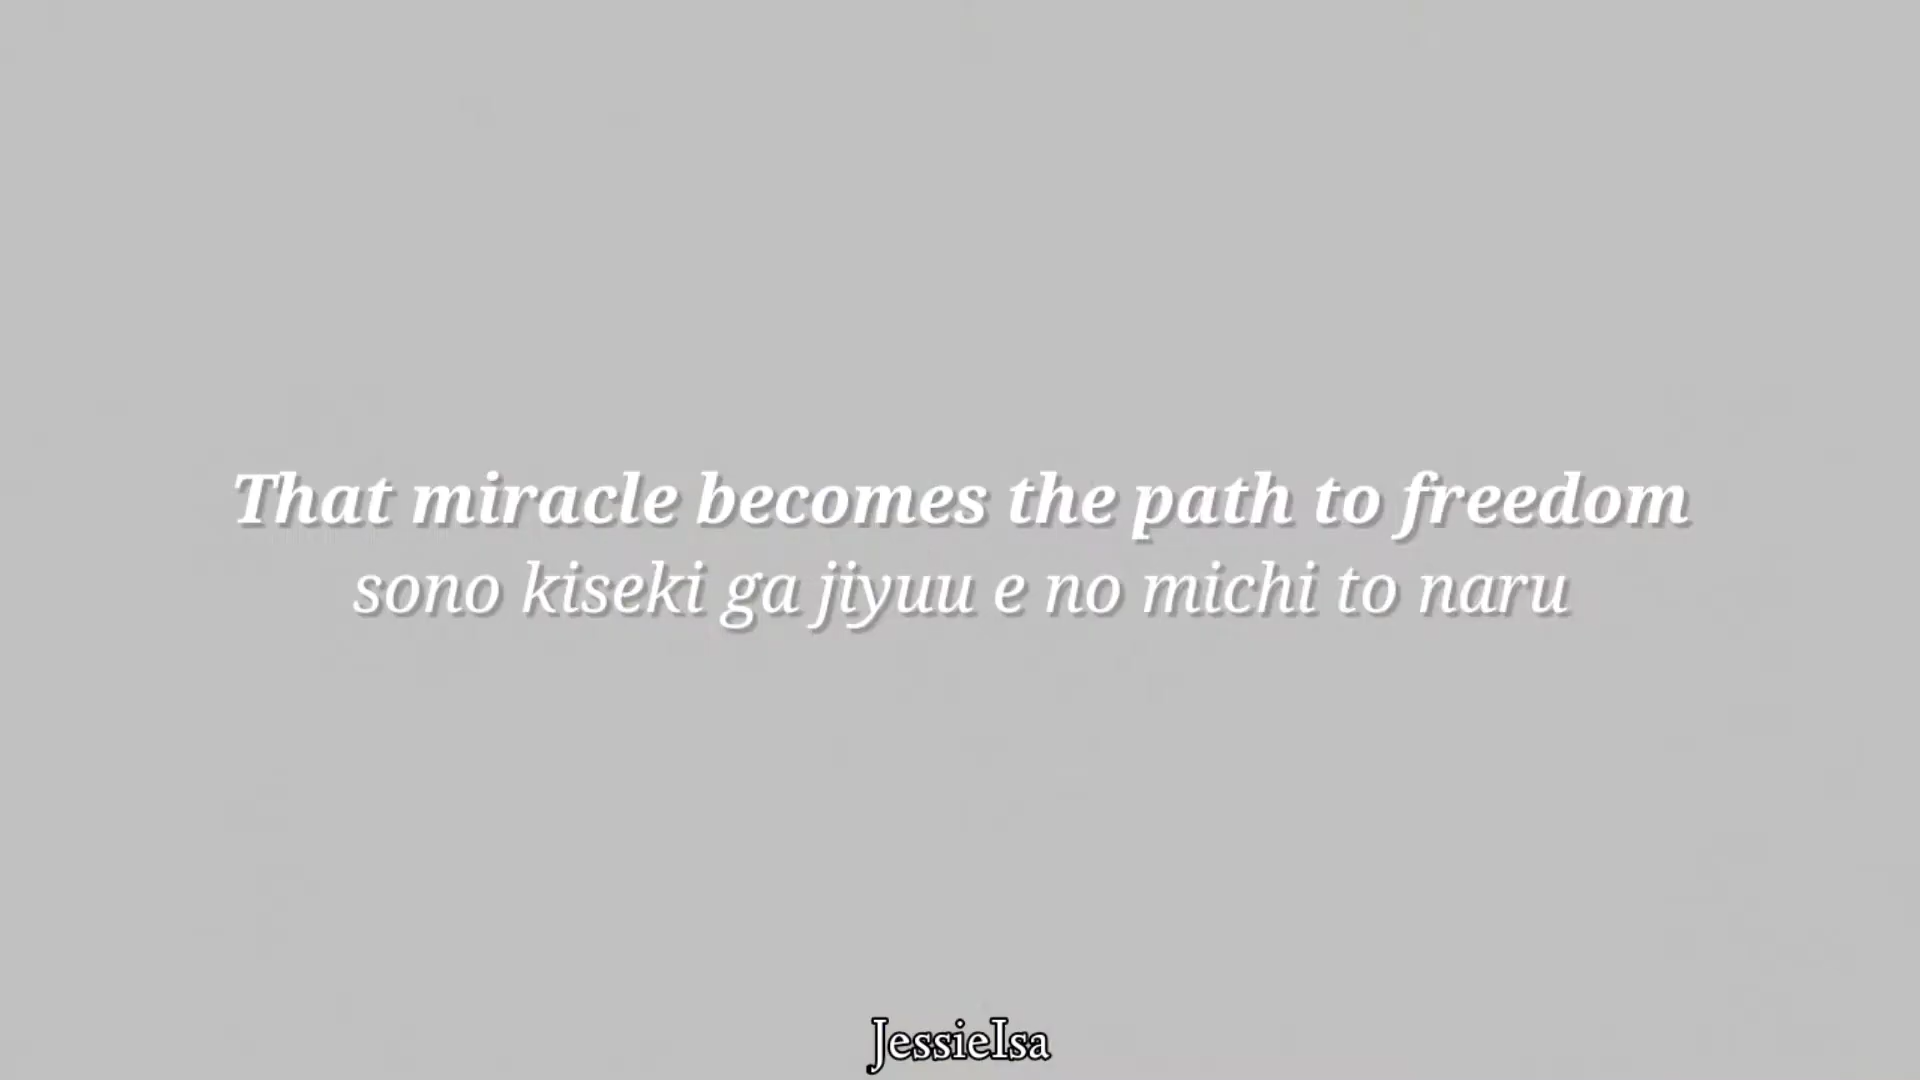 That miracle becomes the path to freedom
sono kiseki ga jiyuu e no michi to naru
JessieIsa